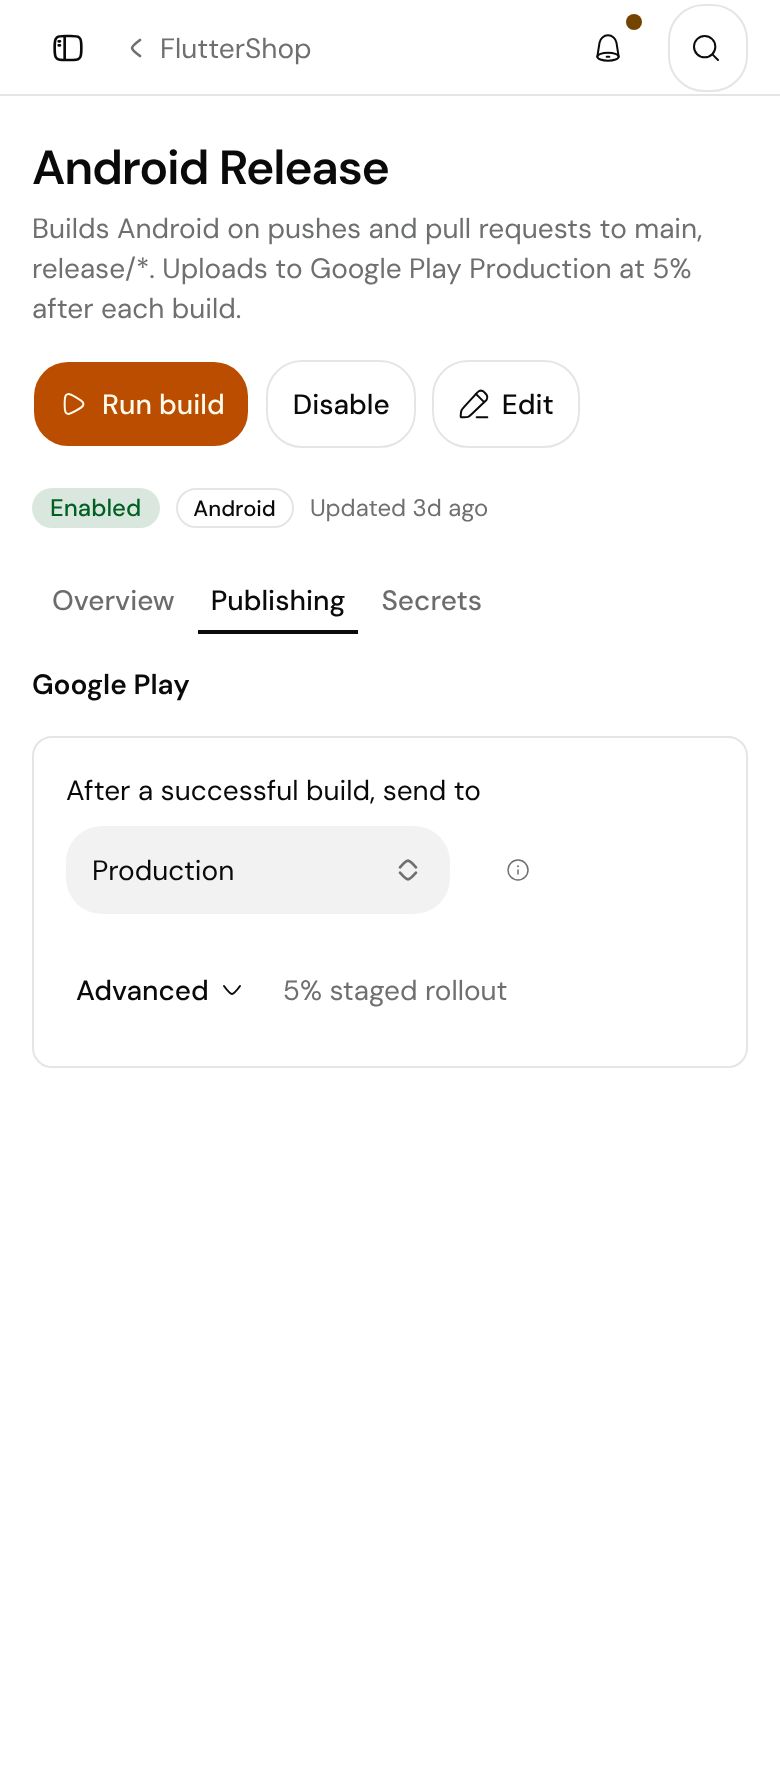 FlutterShop
Android Release
Builds Android on pushes and pull requests to main,
release/*. Uploads to Google Play Production at 5%
after each build.
Run build
Disable
Edit
Enabled
Android
Updated 3d ago
Overview
Publishing
Secrets
Google Play
After a successful build, send to
Production
Advanced
5% staged rollout